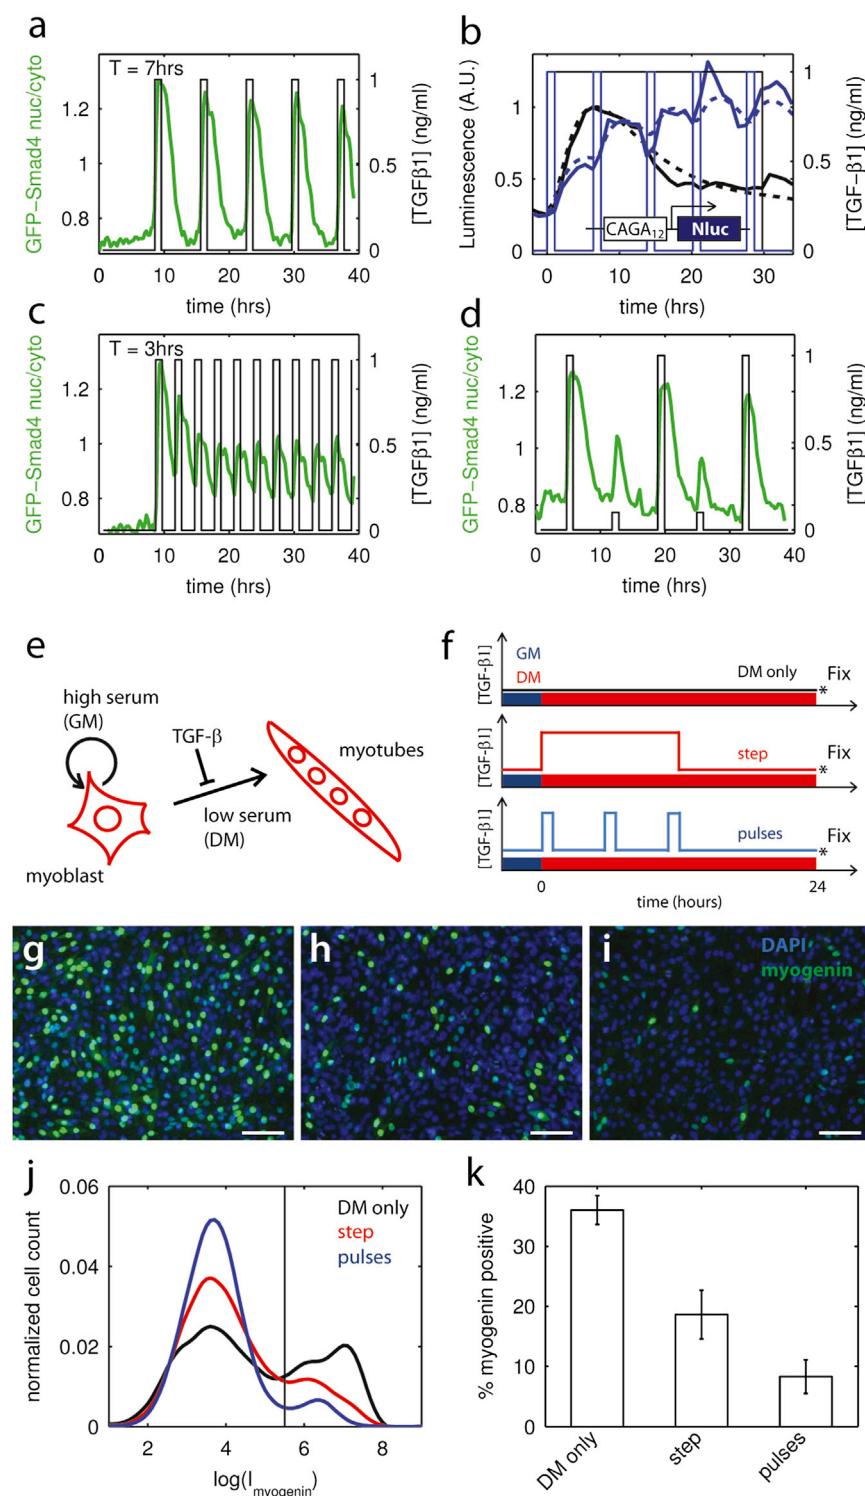 a
T = 7hrs
GFP–Smad4 nuc/cyto
1.2
1
0.8
[TGFβ1] (ng/ml)
1
0.5
0
0 10 20 30 40
time (hrs)
b
Luminescence (A.U.)
1
0.5
0
[TGF–β1] (ng/ml)
1
0.5
0
CAGA12
Nluc
0 10 20 30
time (hrs)
c
T = 3hrs
GFP–Smad4 nuc/cyto
1.2
1
0.8
[TGFβ1] (ng/ml)
1
0.5
0
0 10 20 30 40
time (hrs)
d
GFP–Smad4 nuc/cyto
1.2
1
0.8
[TGFβ1] (ng/ml)
1
0.5
0
0 10 20 30 40
time (hrs)
e
high serum
(GM)
TGF-β
myotubes
low serum
(DM)
myoblast
f
[TGF-β1]
GM
DM
DM only
Fix
*
[TGF-β1]
step
Fix
*
[TGF-β1]
pulses
Fix
*
0
24
time (hours)
g
h
i
DAPI
myogenin
j
normalized cell count
0.06
0.04
0.02
0
DM only
step
pulses
2 4 6 8
log(Imyogenin)
k
% myogenin positive
40
30
20
10
0
DM only
step
pulses